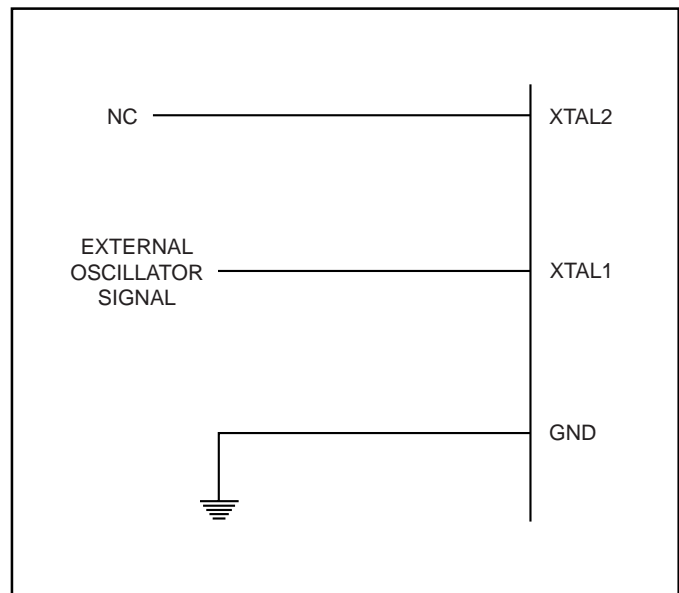 NC
XTAL2
EXTERNAL
OSCILLATOR
SIGNAL
XTAL1
GND